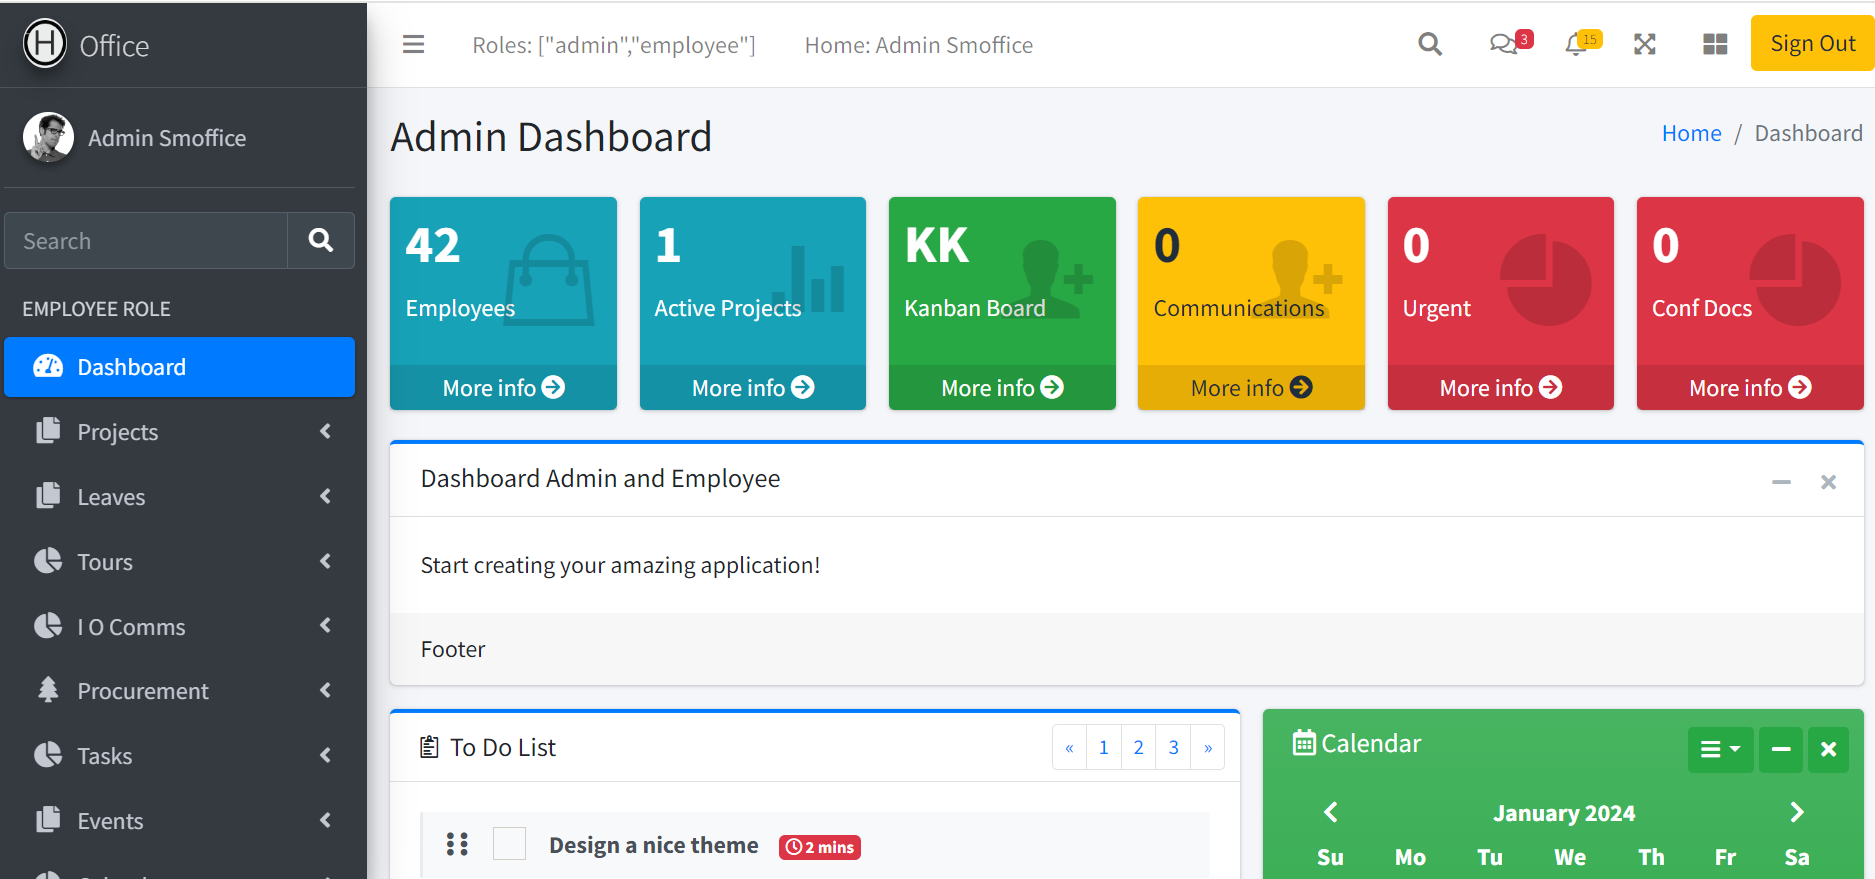 H Office
Roles: ["admin","employee"]
Home: Admin Smoffice
3
15
Sign Out
Admin Smoffice
Search
EMPLOYEE ROLE
Dashboard
Projects
Leaves
Tours
I O Comms
Procurement
Tasks
Events
Admin Dashboard
Home / Dashboard
42
Employees
More info
1
Active Projects
More info
KK
Kanban Board
More info
0
Communications
More info
0
Urgent
More info
0
Conf Docs
More info
Dashboard Admin and Employee
Start creating your amazing application!
Footer
To Do List
« 1 2 3 »
Design a nice theme 2 mins
Calendar
January 2024
Su Mo Tu We Th Fr Sa